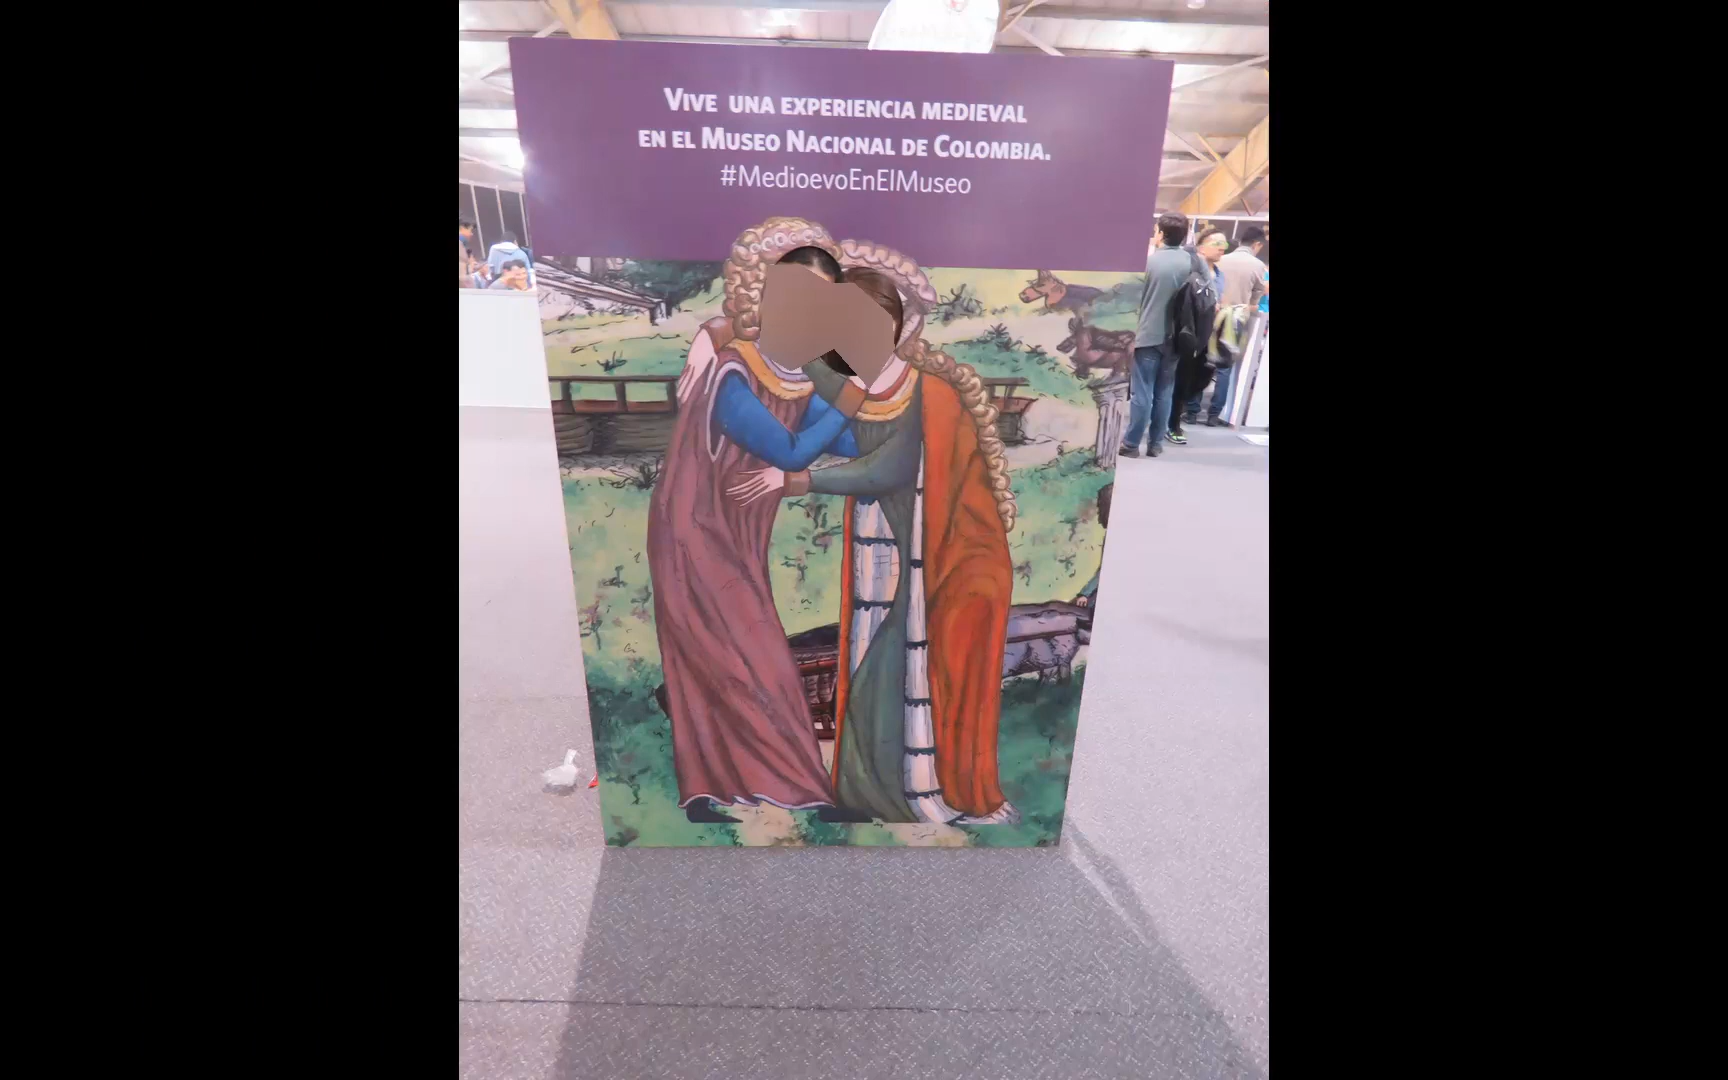 Vive una experiencia medieval
en el Museo Nacional de Colombia.
#MedioevoEnElMuseo